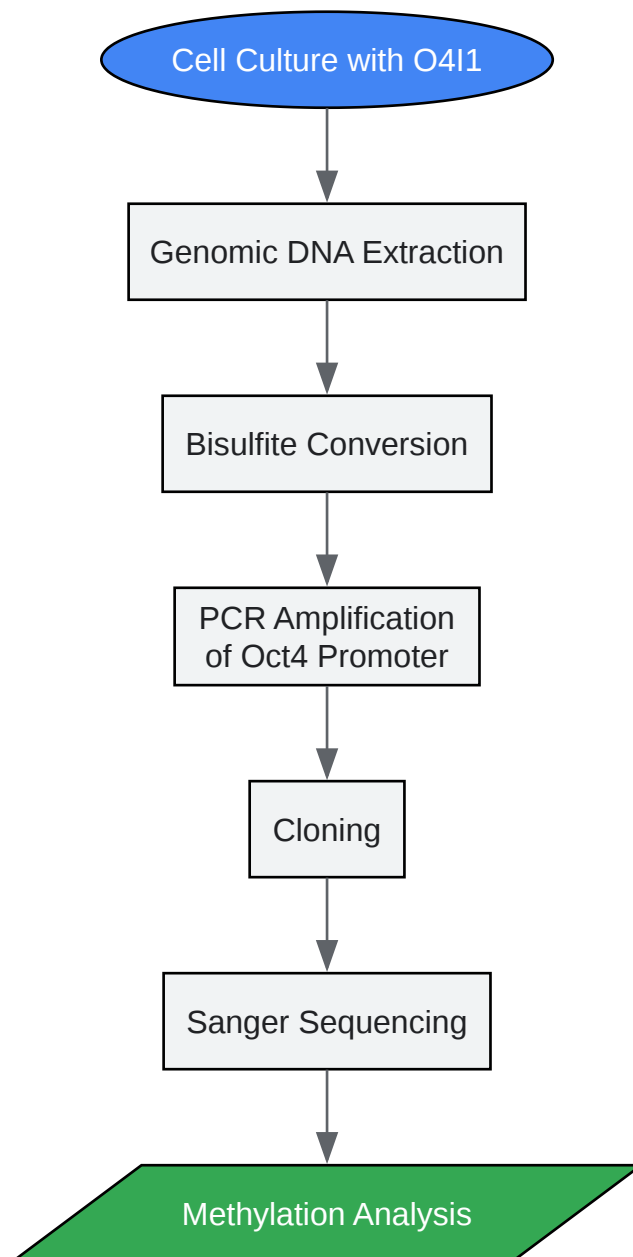 Cell Culture with O4I1
Genomic DNA Extraction
Bisulfite Conversion
PCR Amplification
of Oct4 Promoter
Cloning
Sanger Sequencing
Methylation Analysis